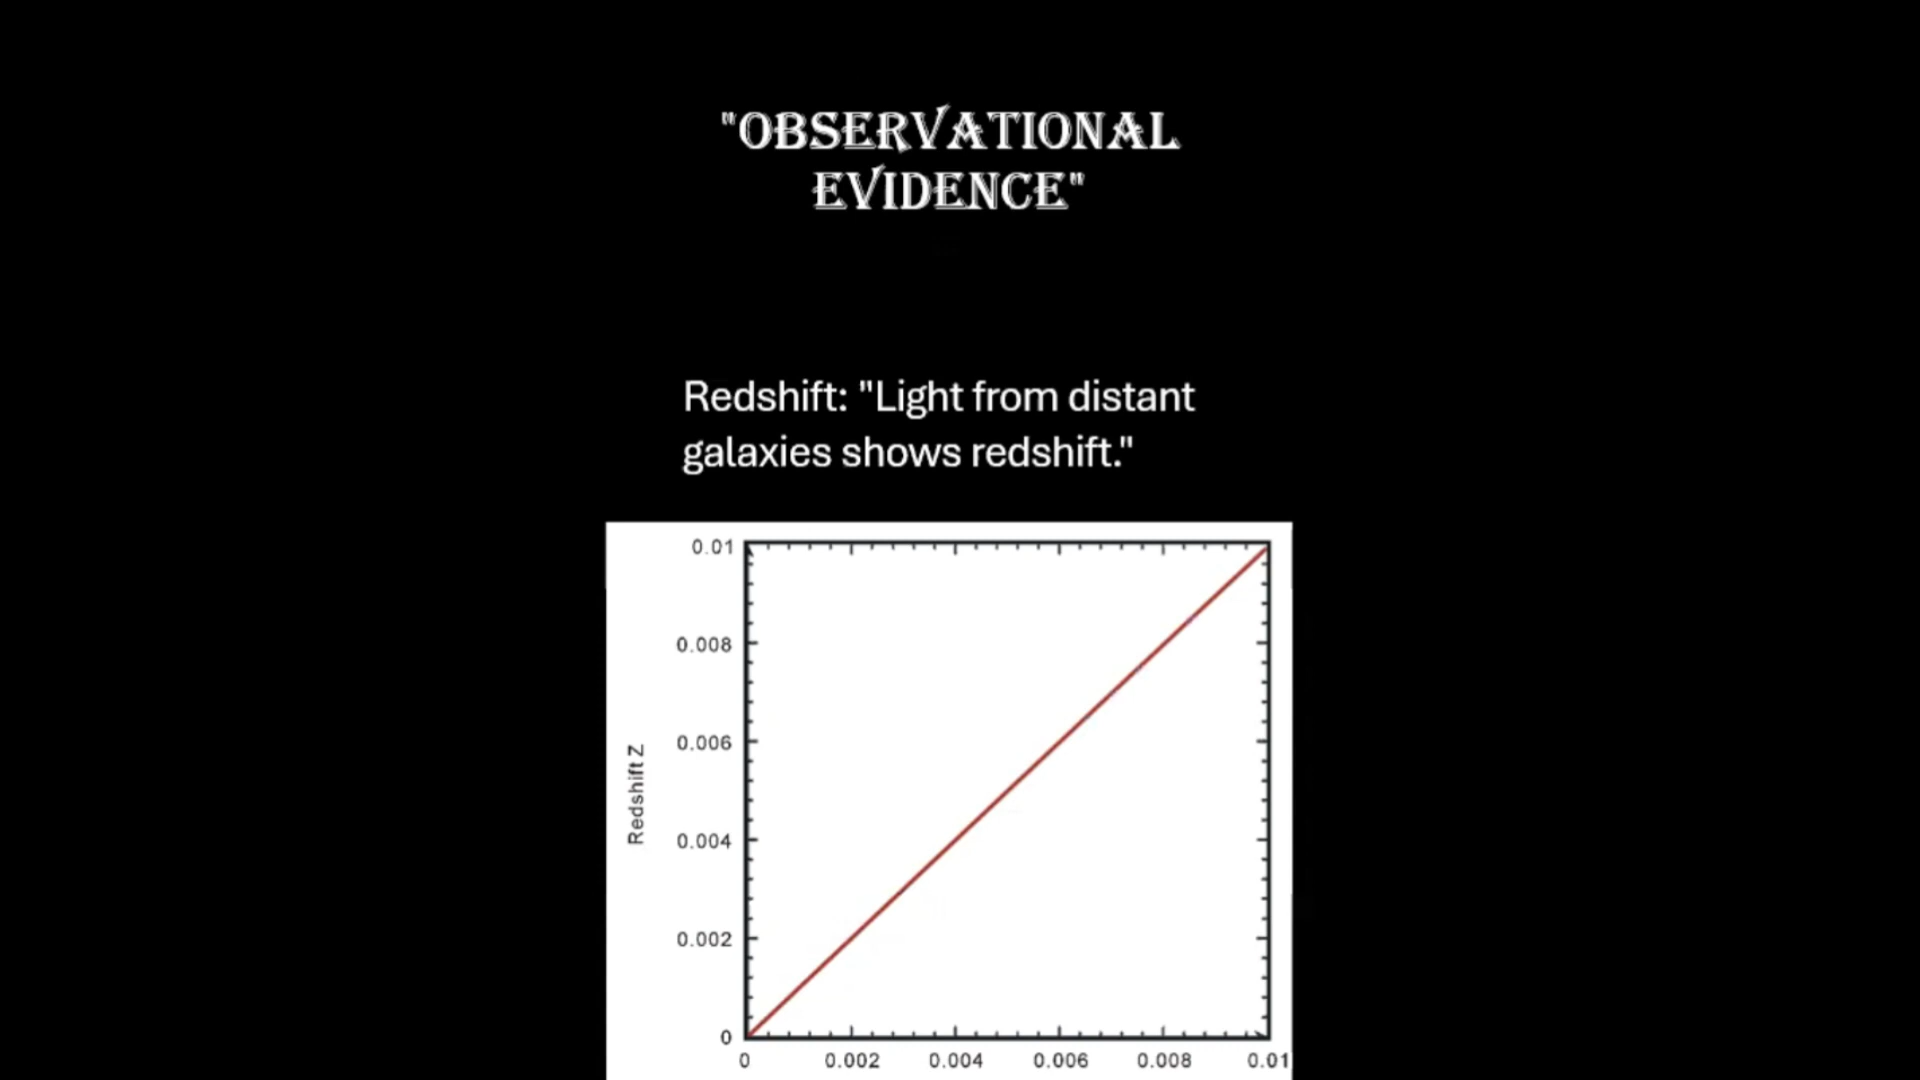 "OBSERVATIONAL
EVIDENCE"
Redshift: "Light from distant
galaxies shows redshift."
0.01
0.008
0.006
Redshift Z
0.004
0.002
0
0 0.002 0.004 0.006 0.008 0.01